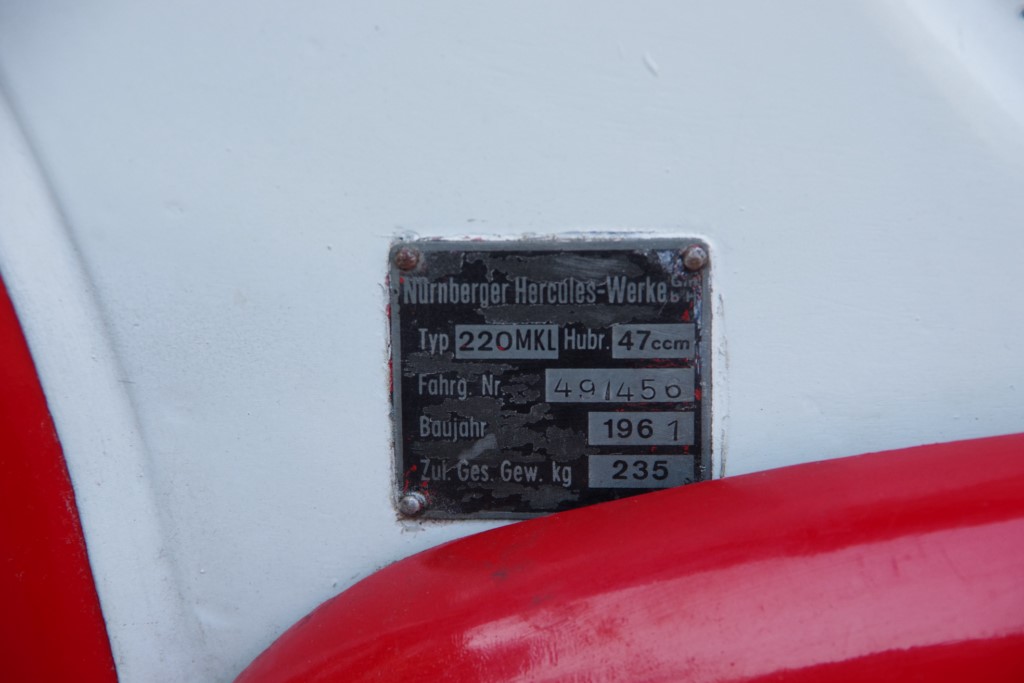 Nürnberger Hercules-Werke
Typ 220MKL Hubr. 47ccm
Fahrg. Nr. 491456
Baujahr 1961
Zul. Ges. Gew. kg 235